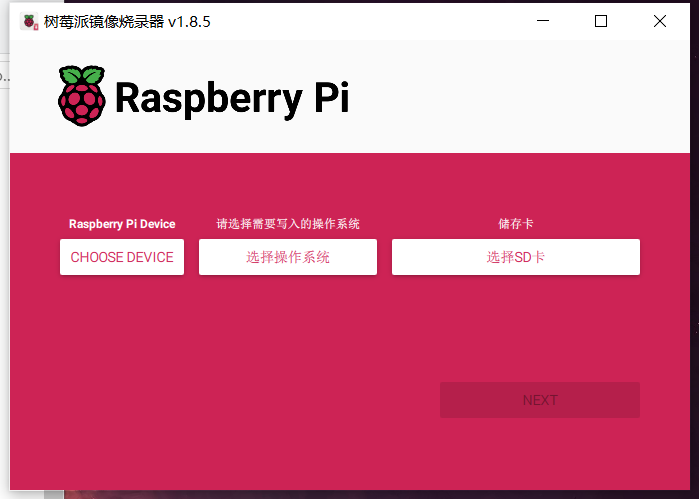 树莓派镜像烧录器 v1.8.5
Raspberry Pi
Raspberry Pi Device
请选择需要写入的操作系统
储存卡
CHOOSE DEVICE
选择操作系统
选择SD卡
NEXT